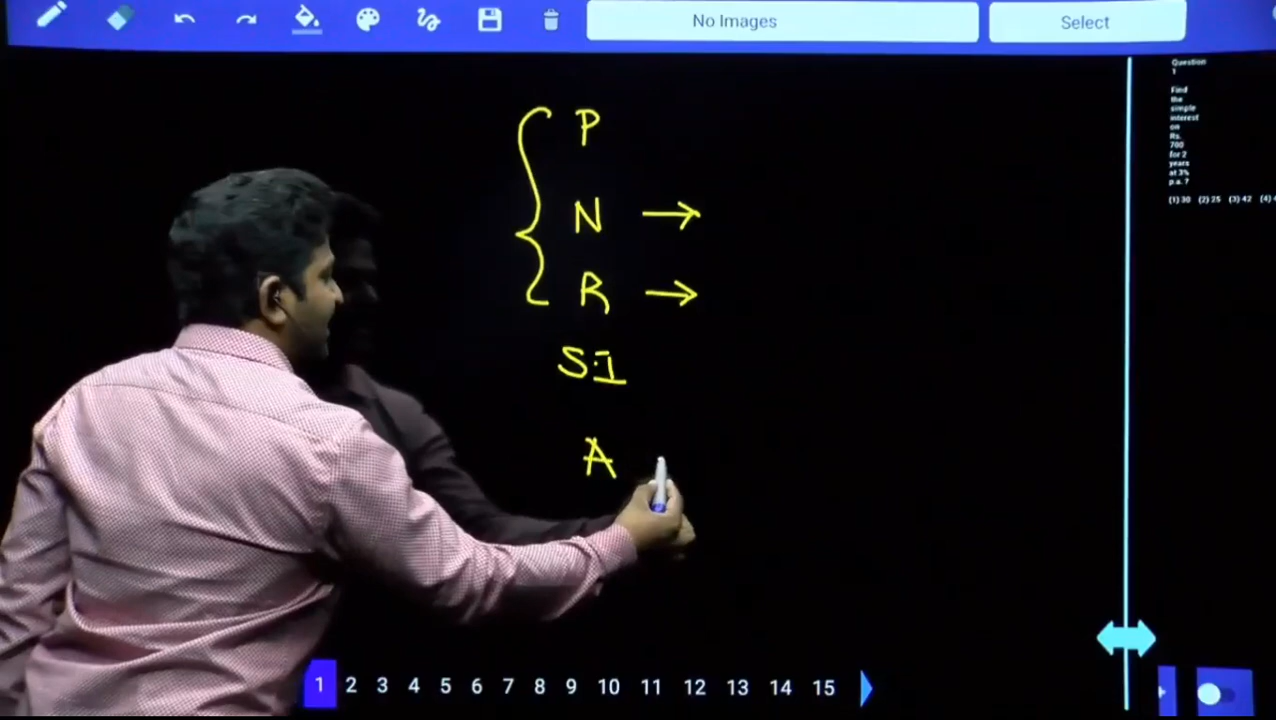 No Images
Select
P
N →
R →
S.I
A
Question
1
Find
the
simple
interest
on
Rs.
700
for 2
years
at 3%
p.a. ?
(1) 30 (2) 25 (3) 42 (4)
1 2 3 4 5 6 7 8 9 10 11 12 13 14 15